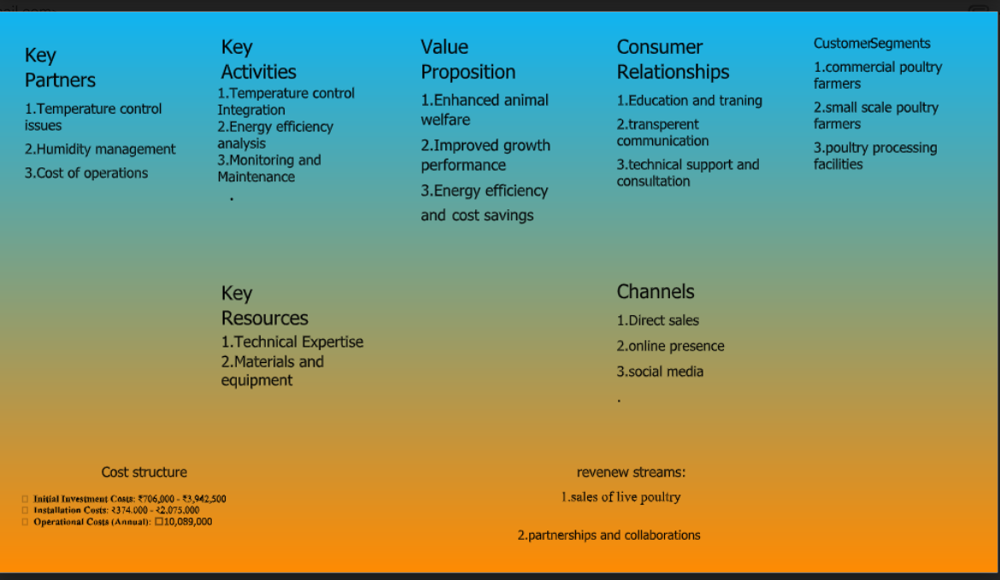 Key
Partners
1.Temperature control
issues
2.Humidity management
3.Cost of operations
Key
Activities
1.Temperature control
Integration
2.Energy efficiency
analysis
3.Monitoring and
Maintenance
.
Value
Proposition
1.Enhanced animal
welfare
2.Improved growth
performance
3.Energy efficiency
and cost savings
Consumer
Relationships
1.Education and traning
2.transperent
communication
3.technical support and
consultation
CustomerSegments
1.commercial poultry
farmers
2.small scale poultry
farmers
3.poultry processing
facilities
Key
Resources
1.Technical Expertise
2.Materials and
equipment
Channels
1.Direct sales
2.online presence
3.social media
.
Cost structure
Initial Investment Costs: ₹706,000 - ₹3,942,500
Installation Costs: ₹374,000 - ₹2,075,000
Operational Costs (Annual): □10,089,000
revenew streams:
1.sales of live poultry
2.partnerships and collaborations